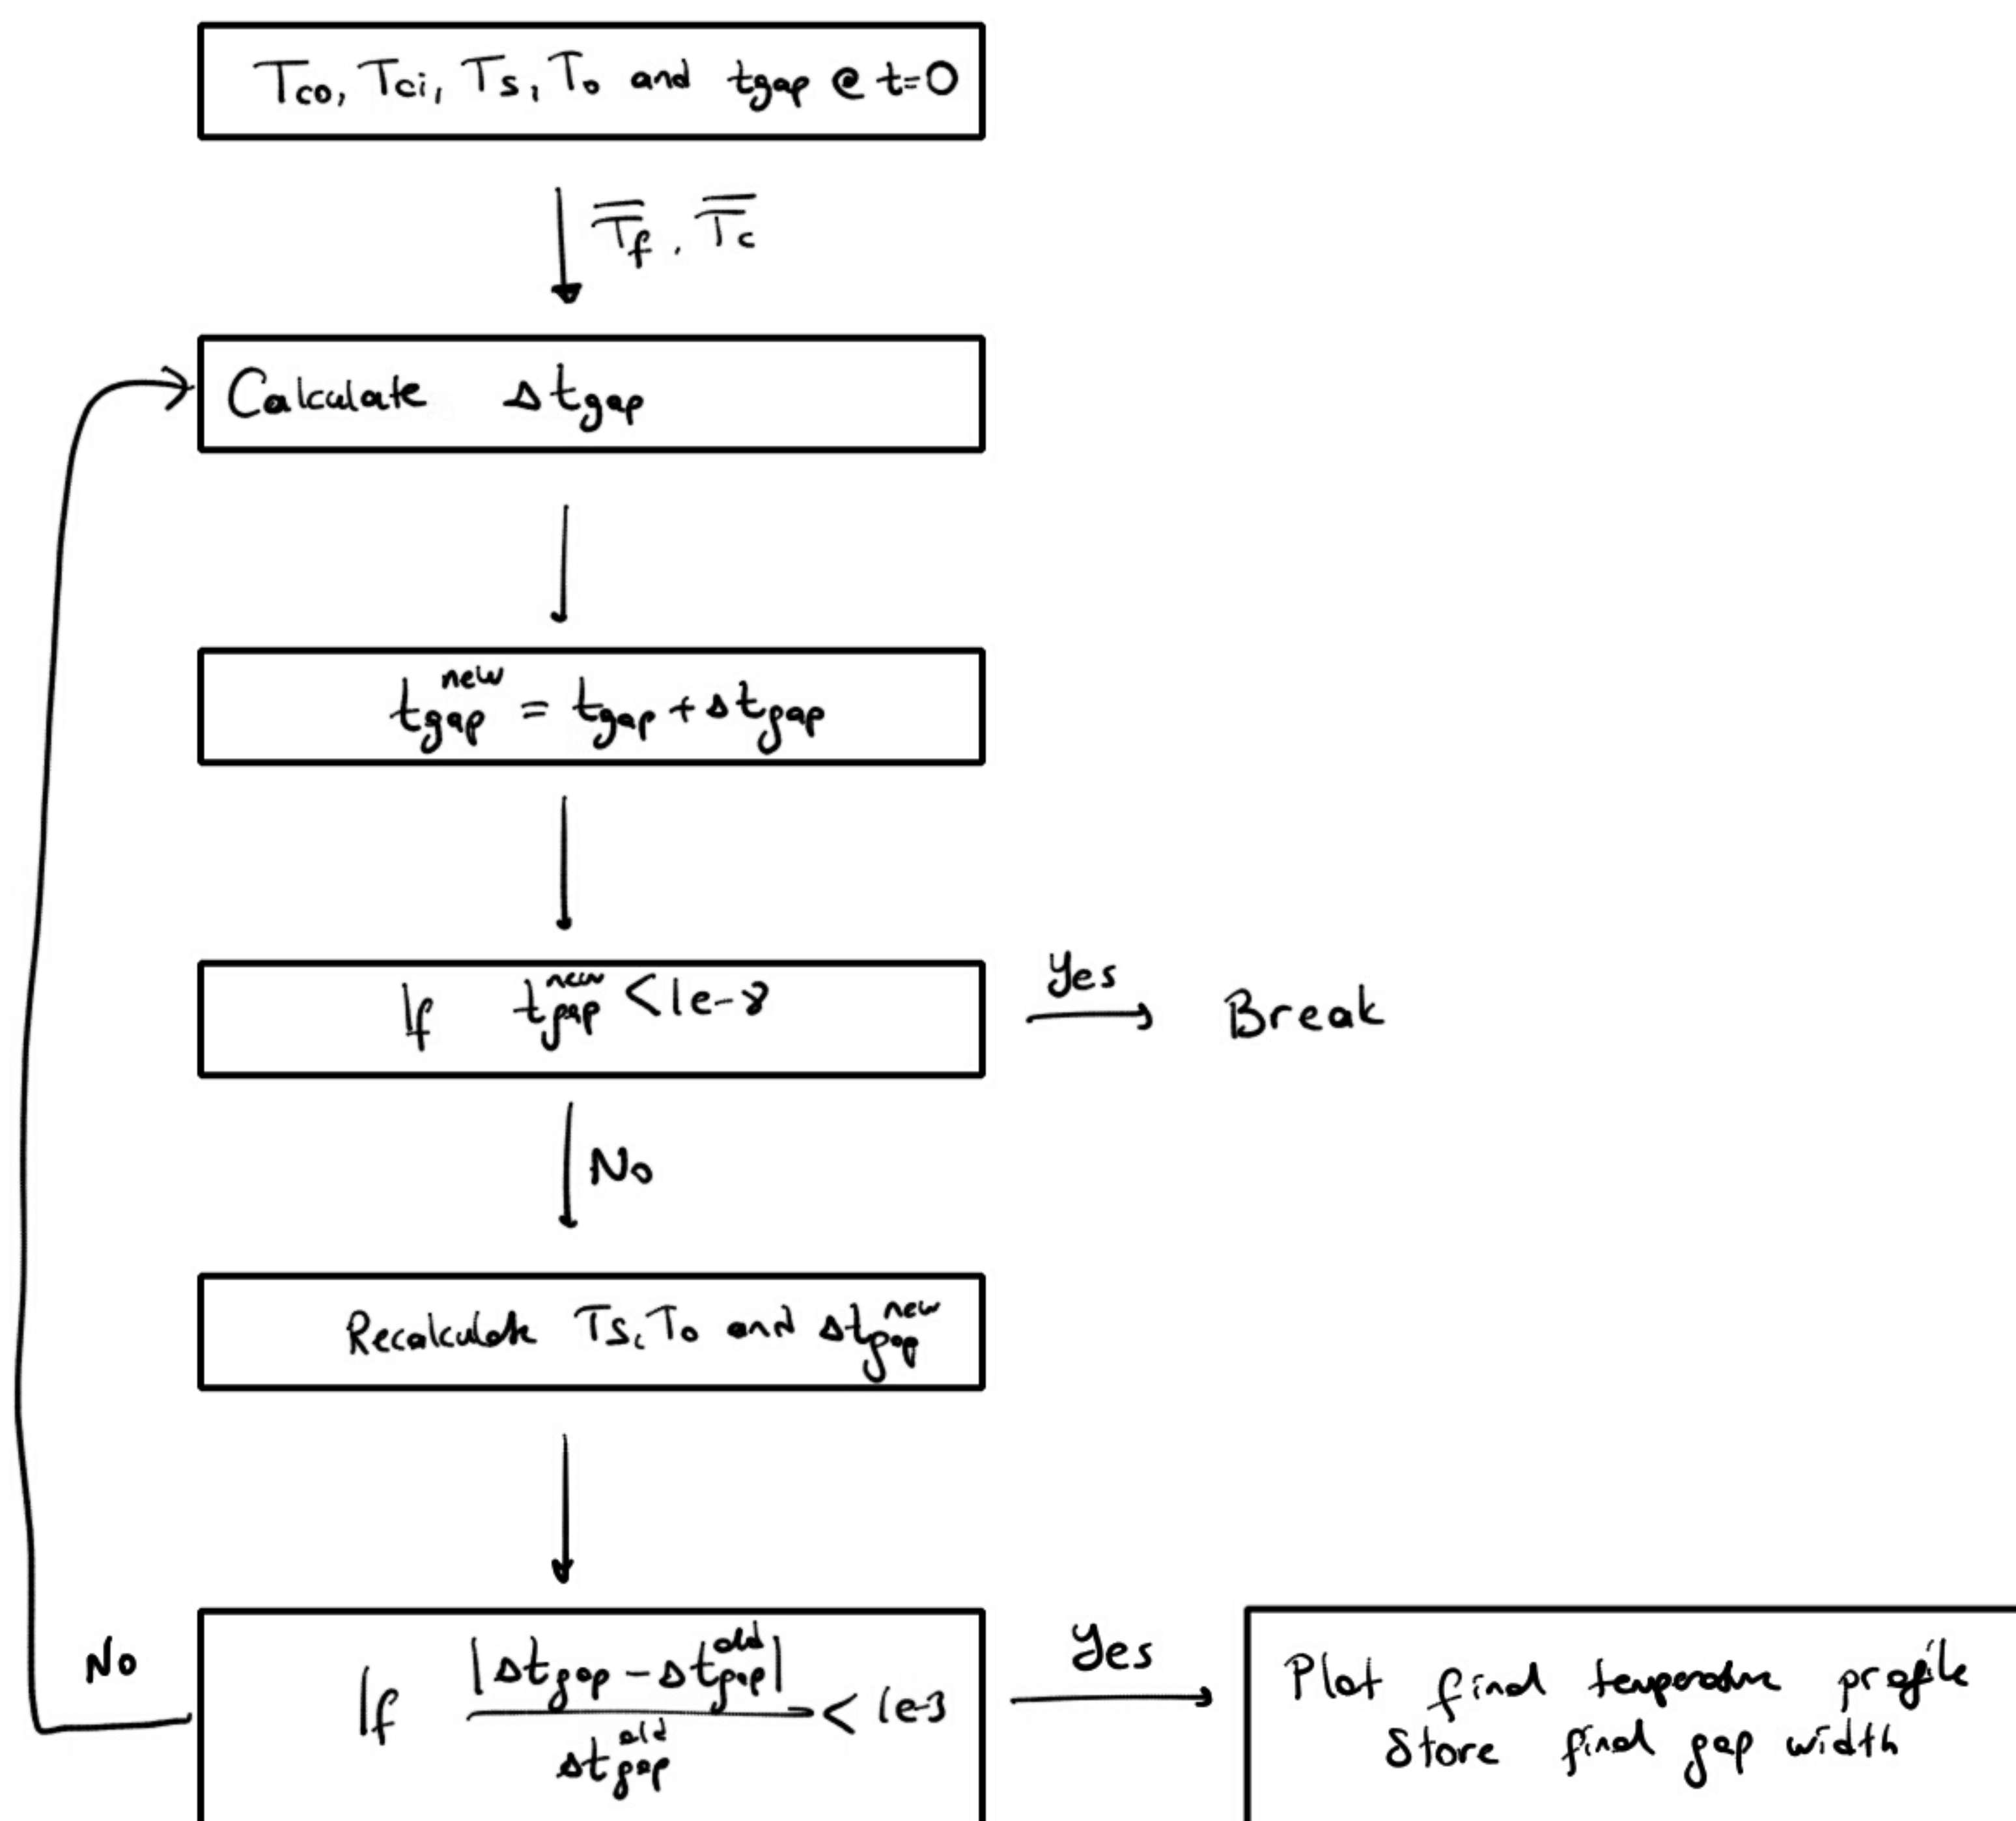 Tco, Tci, Ts, To and tgap @ t=0
T̿f, T̿c
Calculate Δtgap
tgap^new = tgap + Δtgap
If tgap^new < 1e-8
Yes
Break
No
Recalculate Ts, To and Δtgap^new
No
If |Δtgap - Δtgap^old| / Δtgap^old < 1e-3
Yes
Plot final temperature profile
Store final gap width